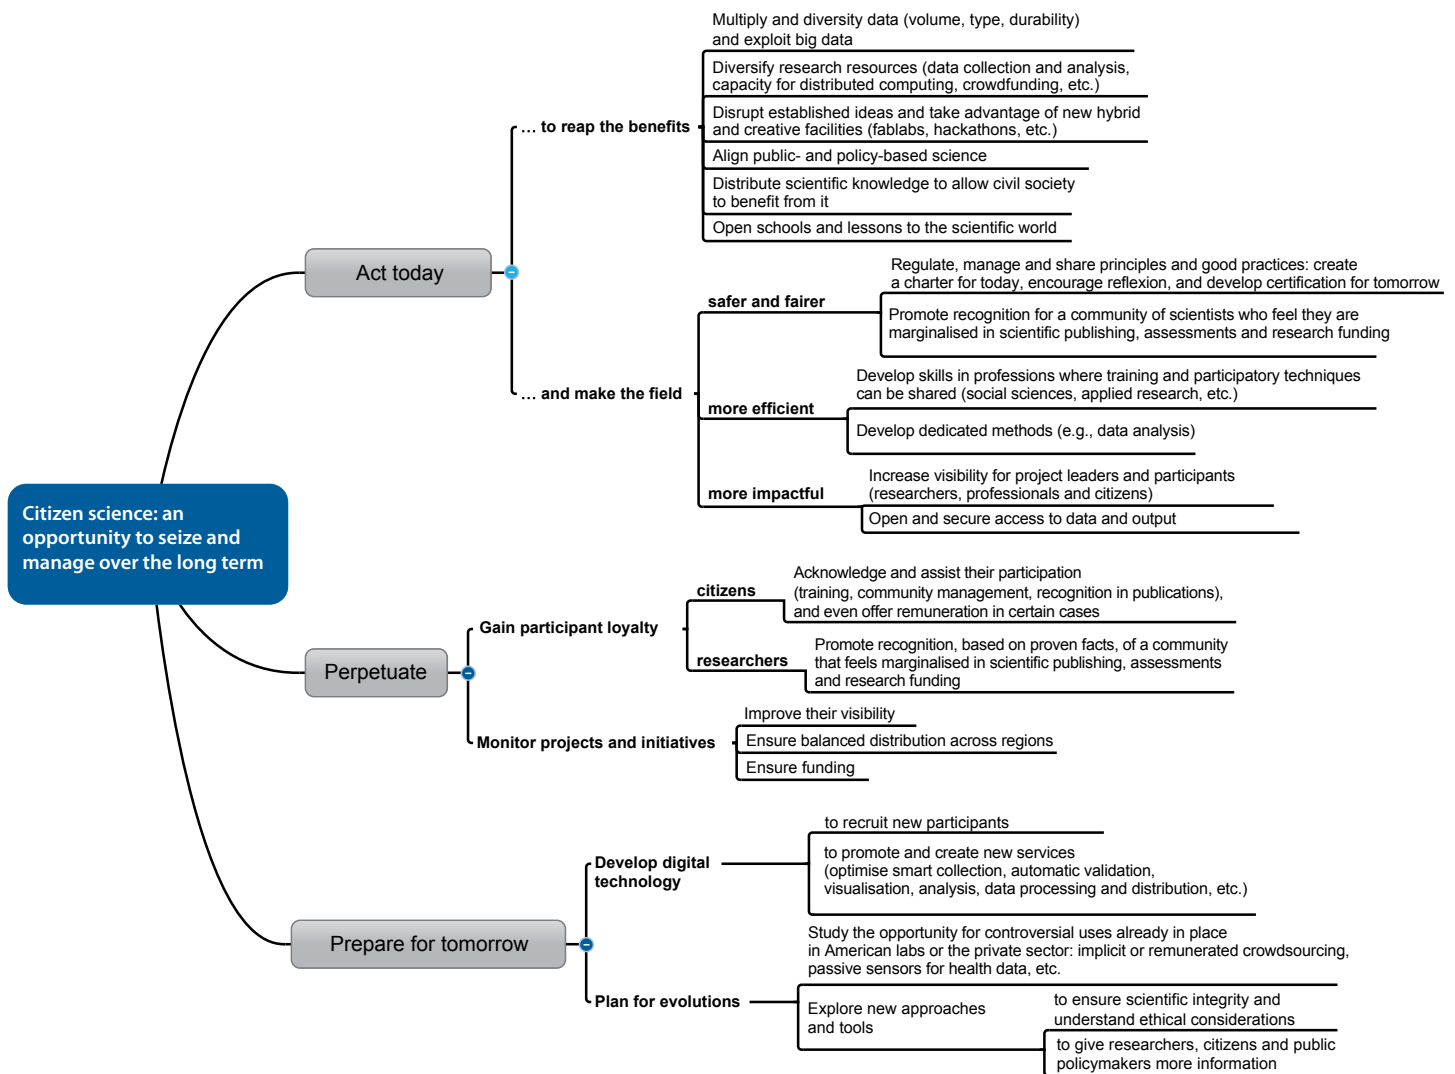 Citizen science: an
opportunity to seize and
manage over the long term
Act today
… to reap the benefits
Multiply and diversity data (volume, type, durability)
and exploit big data
Diversify research resources (data collection and analysis,
capacity for distributed computing, crowdfunding, etc.)
Disrupt established ideas and take advantage of new hybrid
and creative facilities (fablabs, hackathons, etc.)
Align public- and policy-based science
Distribute scientific knowledge to allow civil society
to benefit from it
Open schools and lessons to the scientific world
… and make the field
safer and fairer
Regulate, manage and share principles and good practices: create
a charter for today, encourage reflexion, and develop certification for tomorrow
Promote recognition for a community of scientists who feel they are
marginalised in scientific publishing, assessments and research funding
more efficient
Develop skills in professions where training and participatory techniques
can be shared (social sciences, applied research, etc.)
Develop dedicated methods (e.g., data analysis)
more impactful
Increase visibility for project leaders and participants
(researchers, professionals and citizens)
Open and secure access to data and output
Perpetuate
Gain participant loyalty
citizens
Acknowledge and assist their participation
(training, community management, recognition in publications),
and even offer remuneration in certain cases
researchers
Promote recognition, based on proven facts, of a community
that feels marginalised in scientific publishing, assessments
and research funding
Monitor projects and initiatives
Improve their visibility
Ensure balanced distribution across regions
Ensure funding
Prepare for tomorrow
Develop digital
technology
to recruit new participants
to promote and create new services
(optimise smart collection, automatic validation,
visualisation, analysis, data processing and distribution, etc.)
Plan for evolutions
Study the opportunity for controversial uses already in place
in American labs or the private sector: implicit or remunerated crowdsourcing,
passive sensors for health data, etc.
Explore new approaches
and tools
to ensure scientific integrity and
understand ethical considerations
to give researchers, citizens and public
policymakers more information